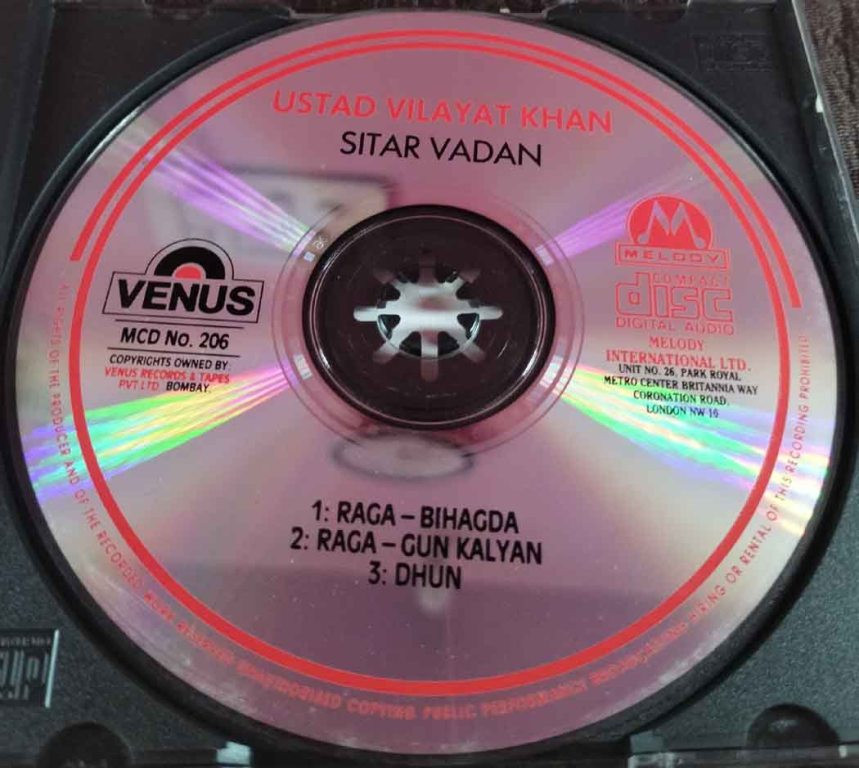 USTAD VILAYAT KHAN
SITAR VADAN
VENUS
MCD No. 206
COPYRIGHTS OWNED BY:
VENUS RECORDS & TAPES
PVT LTD BOMBAY.
MELODY
COMPACT
disc
DIGITAL AUDIO
MELODY
INTERNATIONAL LTD.
UNIT NO. 26, PARK ROYAL
METRO CENTER BRITANNIA WAY
CORONATION ROAD,
LONDON NW 10
1: RAGA – BIHAGDA
2: RAGA – GUN KALYAN
3: DHUN
ALL RIGHTS OF THE PRODUCER AND OF THE RECORDED WORK RESERVED UNAUTHORISED COPYING PUBLIC PERFORMANCE BROADCASTING HIRING OR RENTAL OF THIS RECORDING PROHIBITED